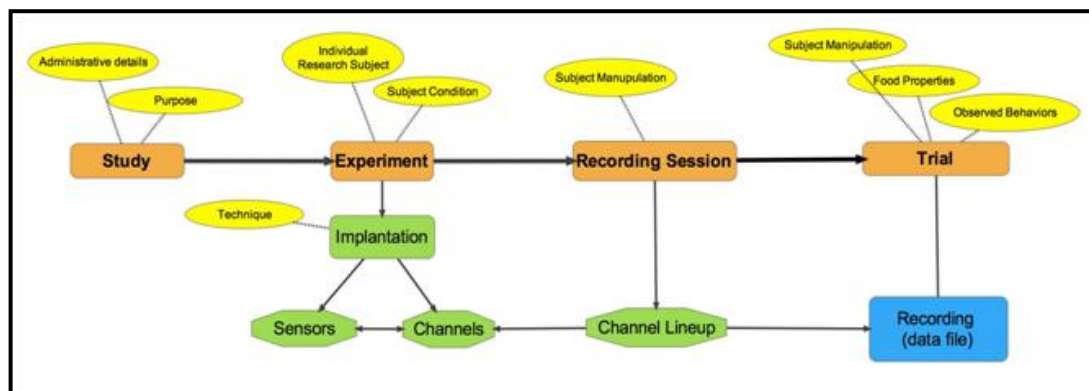 Administrative details
Purpose
Individual
Research Subject
Subject Condition
Subject Manupulation
Subject Manipulation
Food Properties
Observed Behaviors
Study
Experiment
Recording Session
Trial
Technique
Implantation
Sensors
Channels
Channel Lineup
Recording
(data file)